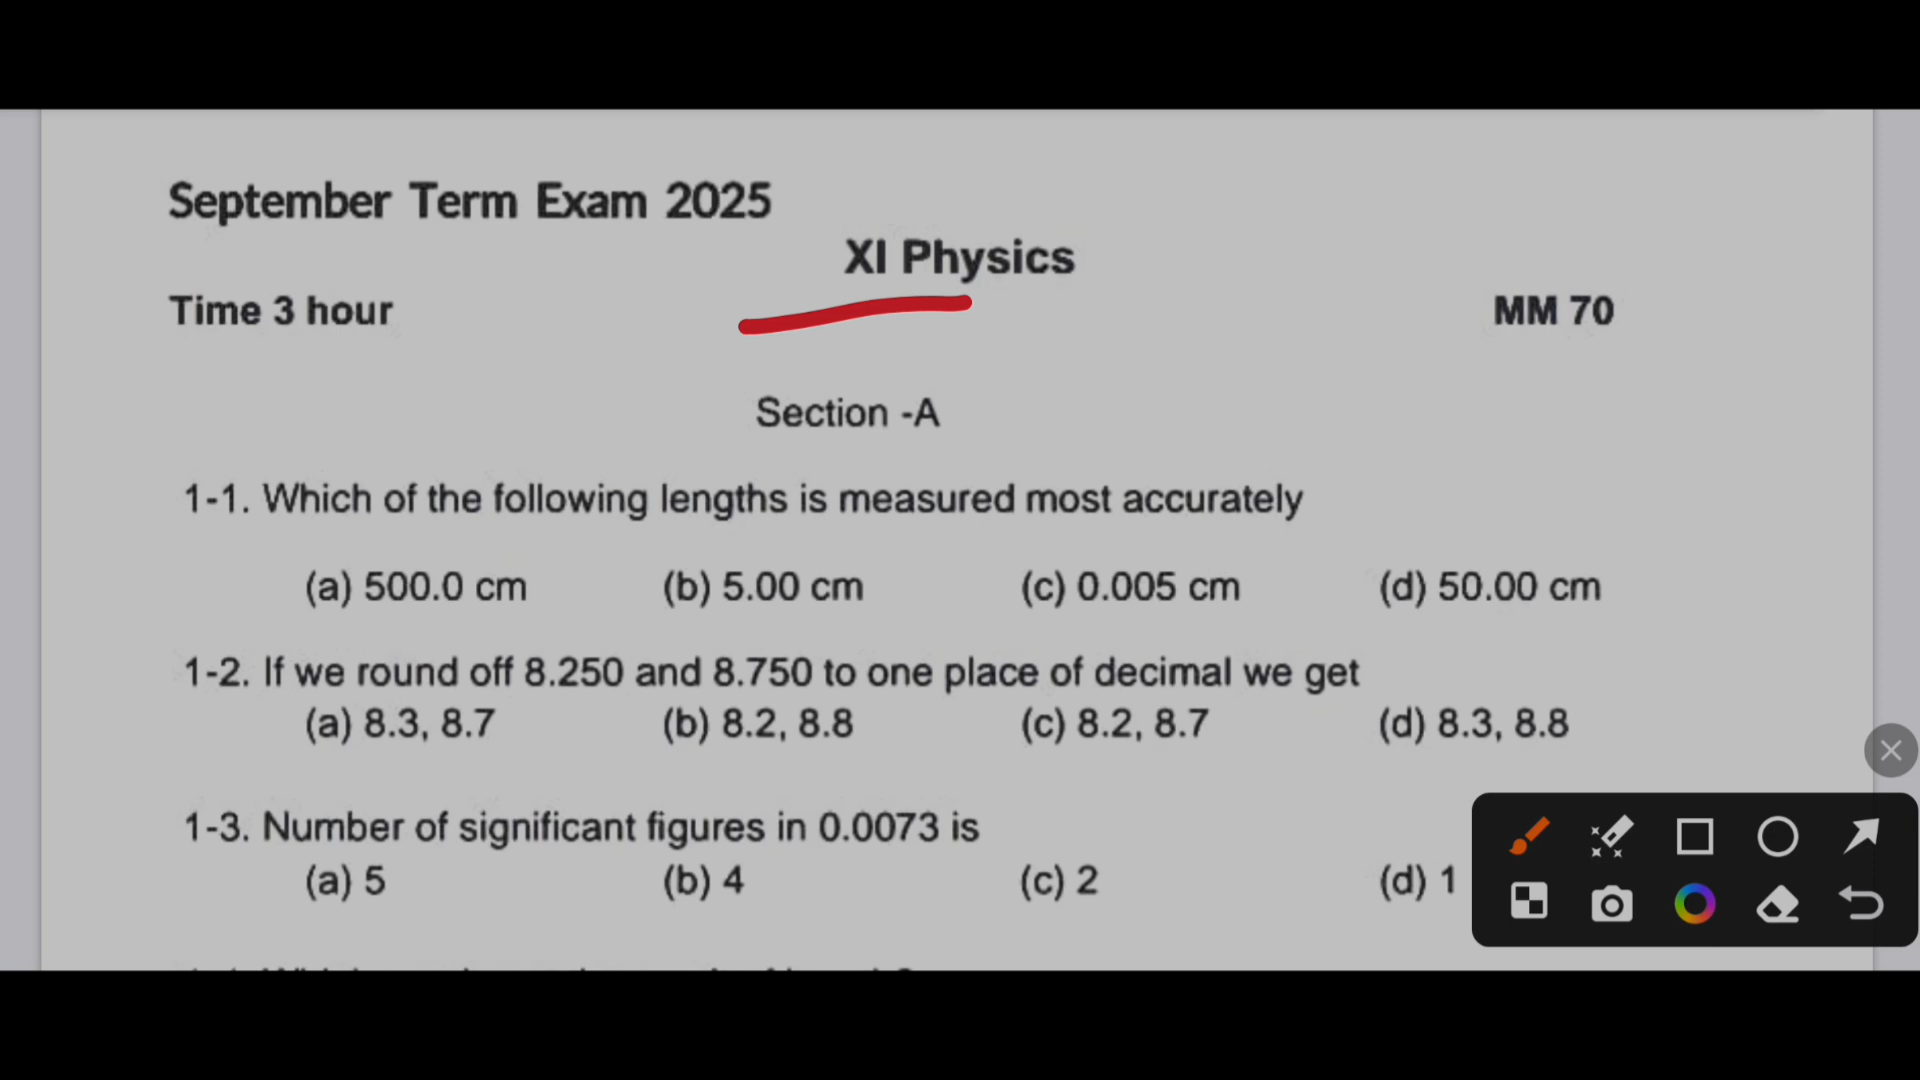 September Term Exam 2025
XI Physics
Time 3 hour MM 70
Section -A
1-1. Which of the following lengths is measured most accurately
(a) 500.0 cm (b) 5.00 cm (c) 0.005 cm (d) 50.00 cm
1-2. If we round off 8.250 and 8.750 to one place of decimal we get
(a) 8.3, 8.7 (b) 8.2, 8.8 (c) 8.2, 8.7 (d) 8.3, 8.8
1-3. Number of significant figures in 0.0073 is
(a) 5 (b) 4 (c) 2 (d) 1